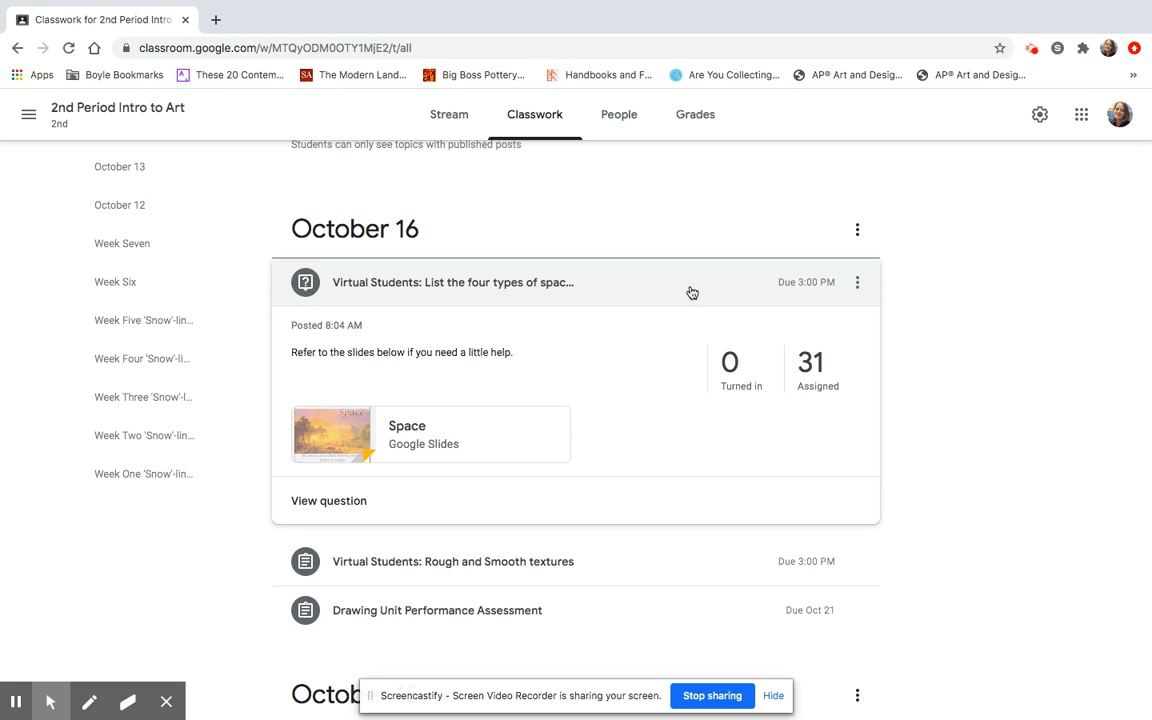 Classwork for 2nd Period Intro
classroom.google.com/w/MTQyODM0OTY1MjE2/t/all
Apps Boyle Bookmarks These 20 Contem... The Modern Land... Big Boss Pottery... Handbooks and F... Are You Collecting... AP® Art and Desig... AP® Art and Desig...
2nd Period Intro to Art
2nd
Stream Classwork People Grades
Students can only see topics with published posts
October 13
October 12
Week Seven
Week Six
Week Five 'Snow'-lin...
Week Four 'Snow'-li...
Week Three 'Snow'-l...
Week Two 'Snow'-lin...
Week One 'Snow'-lin...
October 16
Virtual Students: List the four types of spac... Due 3:00 PM
Posted 8:04 AM
Refer to the slides below if you need a little help.
0 31
Turned in Assigned
Space
Space
Google Slides
View question
Virtual Students: Rough and Smooth textures Due 3:00 PM
Drawing Unit Performance Assessment Due Oct 21
Octo
Screencastify - Screen Video Recorder is sharing your screen. Stop sharing Hide